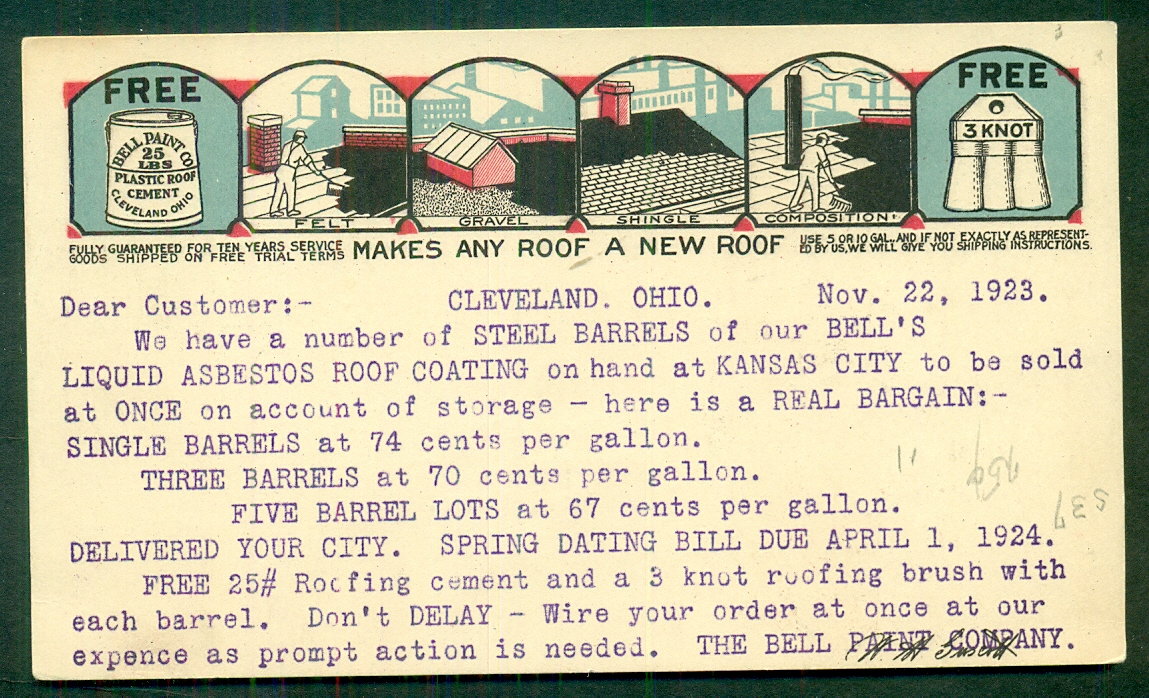 FREE
BELL PAINT CO
25
LBS
PLASTIC ROOF
CEMENT
CLEVELAND OHIO
FELT
GRAVEL
SHINGLE
COMPOSITION
FREE
3 KNOT
FULLY GUARANTEED FOR TEN YEARS SERVICE
GOODS SHIPPED ON FREE TRIAL TERMS
MAKES ANY ROOF A NEW ROOF
USE 5 OR 10 GAL., AND IF NOT EXACTLY AS REPRESENT-
ED BY US, WE WILL GIVE YOU SHIPPING INSTRUCTIONS.
Dear Customer:- CLEVELAND. OHIO. Nov. 22, 1923.
We have a number of STEEL BARRELS of our BELL'S
LIQUID ASBESTOS ROOF COATING on hand at KANSAS CITY to be sold
at ONCE on account of storage - here is a REAL BARGAIN:-
SINGLE BARRELS at 74 cents per gallon.
THREE BARRELS at 70 cents per gallon.
FIVE BARREL LOTS at 67 cents per gallon.
DELIVERED YOUR CITY. SPRING DATING BILL DUE APRIL 1, 1924.
FREE 25# Roofing cement and a 3 knot roofing brush with
each barrel. Don't DELAY - Wire your order at once at our
expence as prompt action is needed. THE BELL PAINT COMPANY.